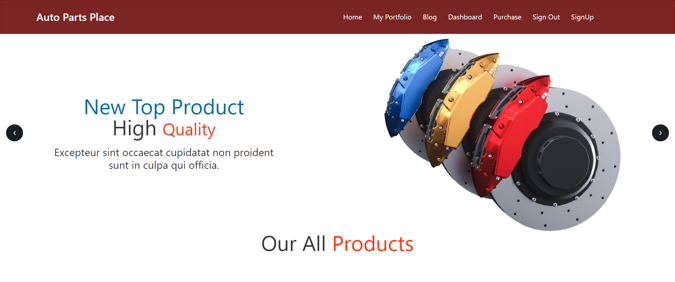 Auto Parts Place
Home My Portfolio Blog Dashboard Purchase Sign Out SignUp
New Top Product
High Quality
Excepteur sint occaecat cupidatat non proident
sunt in culpa qui officia.
Our All Products